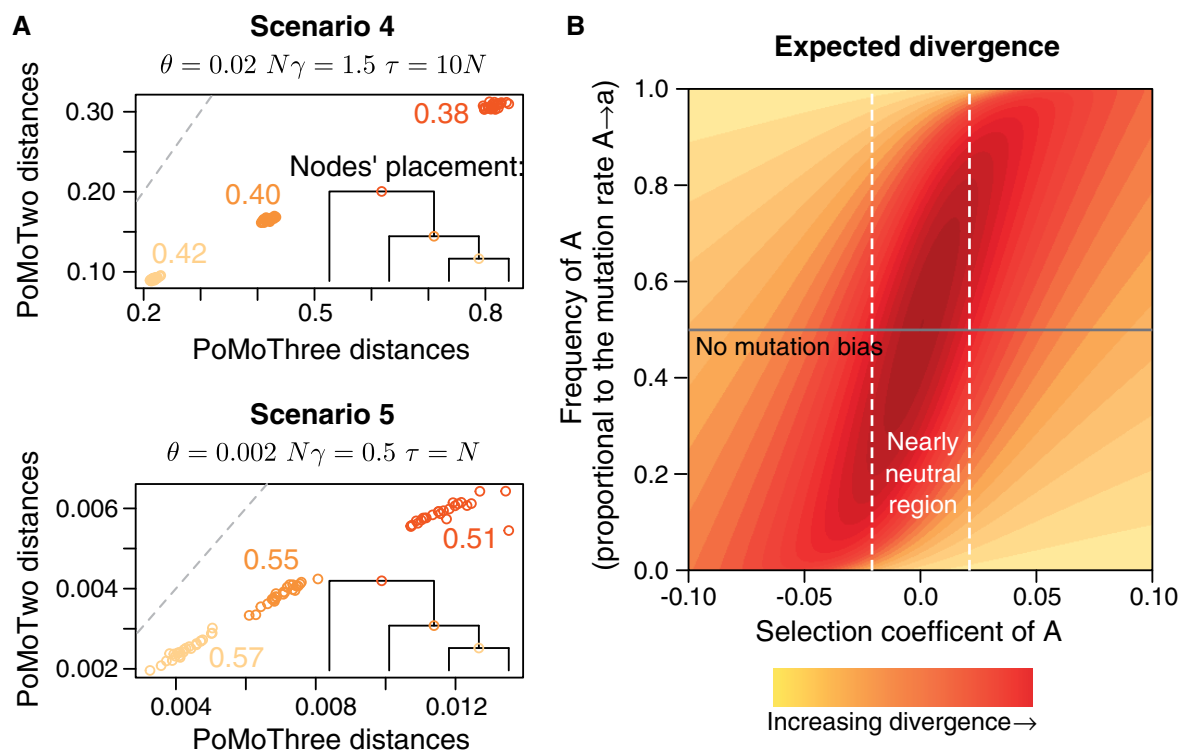 A
Scenario 4
θ = 0.02 Nγ = 1.5 τ = 10N
PoMoTwo distances
0.30
0.20
0.10
0.38
0.40
0.42
Nodes' placement:
0.2
0.5
0.8
PoMoThree distances
Scenario 5
θ = 0.002 Nγ = 0.5 τ = N
PoMoTwo distances
0.006
0.004
0.002
0.51
0.55
0.57
0.004
0.008
0.012
PoMoThree distances
B
Expected divergence
Frequency of A
(proportional to the mutation rate A→a)
1.0
0.8
0.6
0.4
0.2
0.0
No mutation bias
Nearly
neutral
region
-0.10
-0.05
0.0
0.05
0.10
Selection coefficent of A
Increasing divergence→